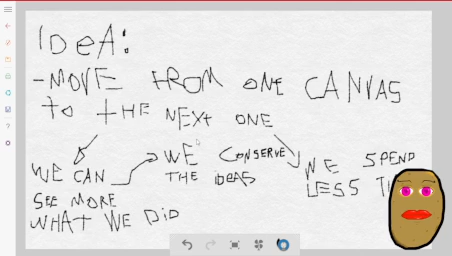 IDeA:
-MOVE FROM ONE CANVAS
to THE NEXT ONE
WE CAN
SEE MORE
WHAT WE DiD
WE CONSERVE
THE IDEAS
WE SPEND
LESS